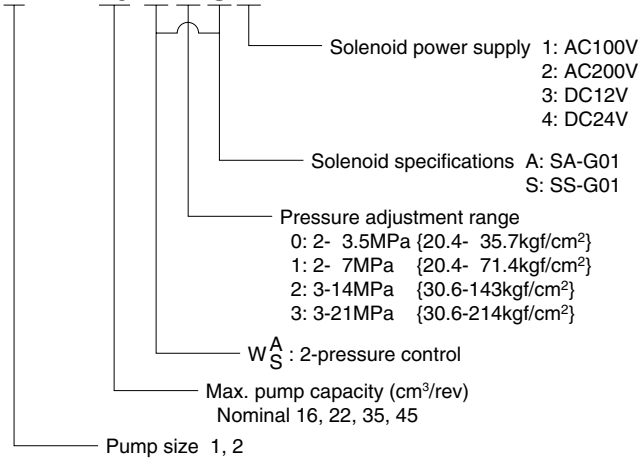 Solenoid power supply 1: AC100V
2: AC200V
3: DC12V
4: DC24V
Solenoid specifications A: SA-G01
S: SS-G01
Pressure adjustment range
0: 2- 3.5MPa {20.4- 35.7kgf/cm²}
1: 2- 7MPa {20.4- 71.4kgf/cm²}
2: 3-14MPa {30.6-143kgf/cm²}
3: 3-21MPa {30.6-214kgf/cm²}
W A S : 2-pressure control
Max. pump capacity (cm³/rev)
Nominal 16, 22, 35, 45
Pump size 1, 2